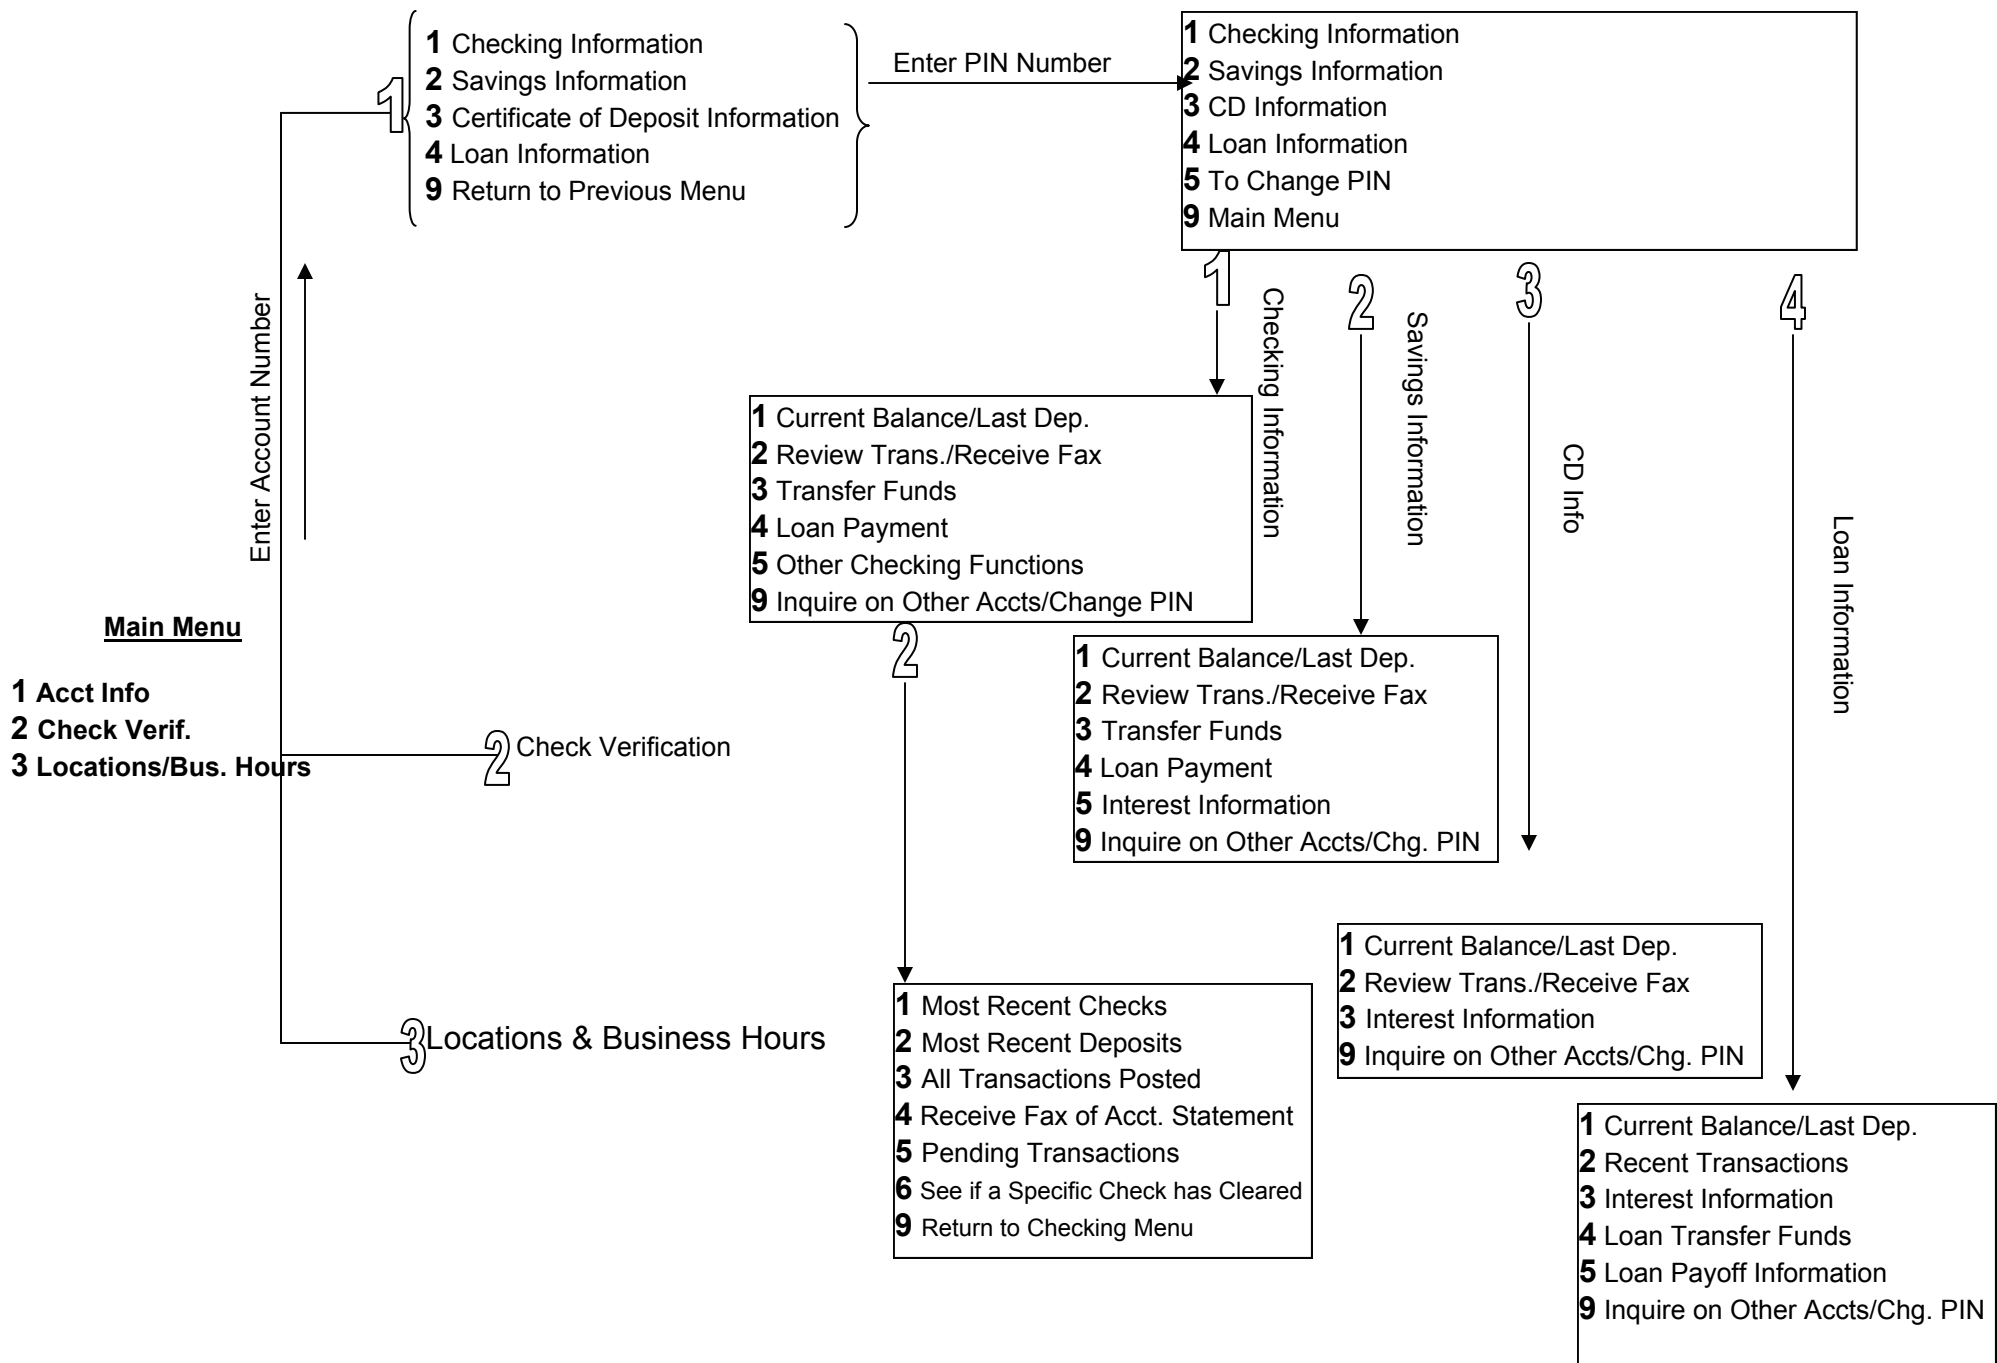 1 Checking Information
2 Savings Information
3 Certificate of Deposit Information
4 Loan Information
9 Return to Previous Menu
1
Enter PIN Number
1 Checking Information
2 Savings Information
3 CD Information
4 Loan Information
5 To Change PIN
9 Main Menu
Enter Account Number
1
Checking Information
2
Savings Information
3
CD Info
4
Loan Information
1 Current Balance/Last Dep.
2 Review Trans./Receive Fax
3 Transfer Funds
4 Loan Payment
5 Other Checking Functions
9 Inquire on Other Accts/Change PIN
2
Main Menu
1 Acct Info
2 Check Verif.
3 Locations/Bus. Hours
2 Check Verification
3 Locations & Business Hours
1 Current Balance/Last Dep.
2 Review Trans./Receive Fax
3 Transfer Funds
4 Loan Payment
5 Interest Information
9 Inquire on Other Accts/Chg. PIN
1 Most Recent Checks
2 Most Recent Deposits
3 All Transactions Posted
4 Receive Fax of Acct. Statement
5 Pending Transactions
6 See if a Specific Check has Cleared
9 Return to Checking Menu
1 Current Balance/Last Dep.
2 Review Trans./Receive Fax
3 Interest Information
9 Inquire on Other Accts/Chg. PIN
1 Current Balance/Last Dep.
2 Recent Transactions
3 Interest Information
4 Loan Transfer Funds
5 Loan Payoff Information
9 Inquire on Other Accts/Chg. PIN